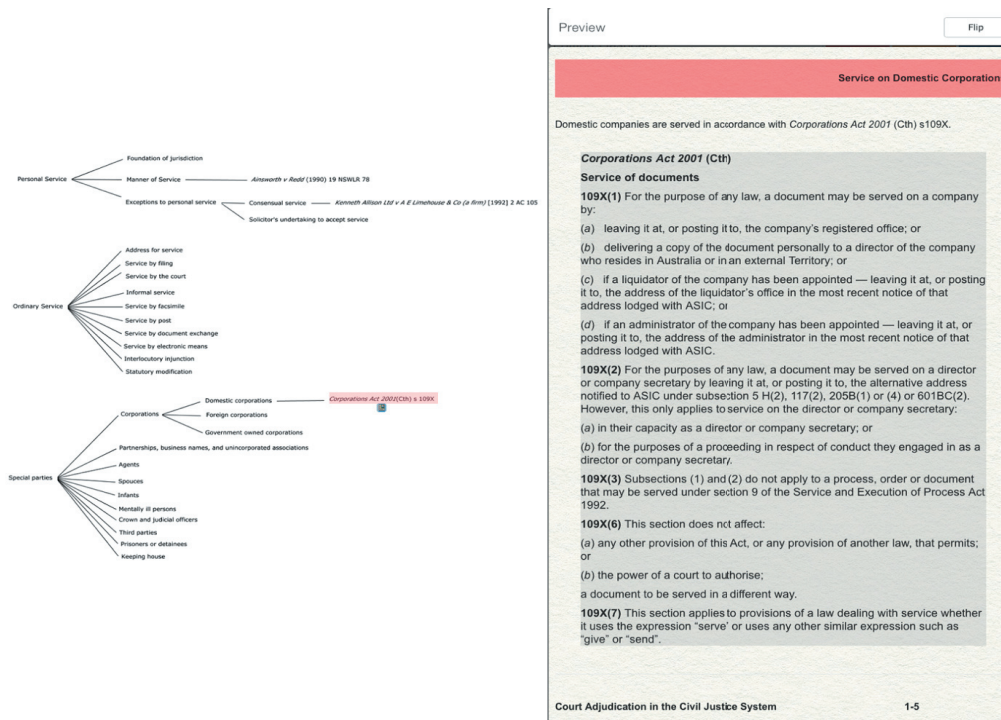 Foundation of jurisdiction
Personal Service
Manner of Service
Ainsworth v Redd (1990) 19 NSWLR 78
Exceptions to personal service
Consensual service
Kenneth Allison Ltd v A E Limehouse & Co (a firm) [1992] 2 AC 105
Solicitor's undertaking to accept service
Address for service
Service by filing
Service by the court
Informal service
Ordinary Service
Service by facsimile
Service by post
Service by document exchange
Service by electronic means
Interlocutory injunction
Statutory modification
Domestic corporations
Corporations Act 2001(Cth) s 109X
Corporations
Foreign corporations
Government owned corporations
Partnerships, business names, and unincorporated associations
Agents
Special parties
Spouses
Infants
Mentally ill persons
Crown and judicial officers
Third parties
Prisoners or detainees
Keeping house
Preview
Flip
Service on Domestic Corporation
Domestic companies are served in accordance with Corporations Act 2001 (Cth) s109X.
Corporations Act 2001 (Cth)
Service of documents
109X(1) For the purpose of any law, a document may be served on a company
by:
(a) leaving it at, or posting it to, the company's registered office; or
(b) delivering a copy of the document personally to a director of the company
who resides in Australia or in an external Territory; or
(c) if a liquidator of the company has been appointed — leaving it at, or posting
it to, the address of the liquidator's office in the most recent notice of that
address lodged with ASIC; or
(d) if an administrator of the company has been appointed — leaving it at, or
posting it to, the address of the administrator in the most recent notice of that
address lodged with ASIC.
109X(2) For the purposes of any law, a document may be served on a director
or company secretary by leaving it at, or posting it to, the alternative address
notified to ASIC under subsection 5 H(2), 117(2), 205B(1) or (4) or 601BC(2).
However, this only applies to service on the director or company secretary:
(a) in their capacity as a director or company secretary; or
(b) for the purposes of a proceeding in respect of conduct they engaged in as a
director or company secretary.
109X(3) Subsections (1) and (2) do not apply to a process, order or document
that may be served under section 9 of the Service and Execution of Process Act
1992.
109X(6) This section does not affect:
(a) any other provision of this Act, or any provision of another law, that permits;
or
(b) the power of a court to authorise;
a document to be served in a different way.
109X(7) This section applies to provisions of a law dealing with service whether
it uses the expression "serve' or uses any other similar expression such as
"give" or "send".
Court Adjudication in the Civil Justice System
1-5